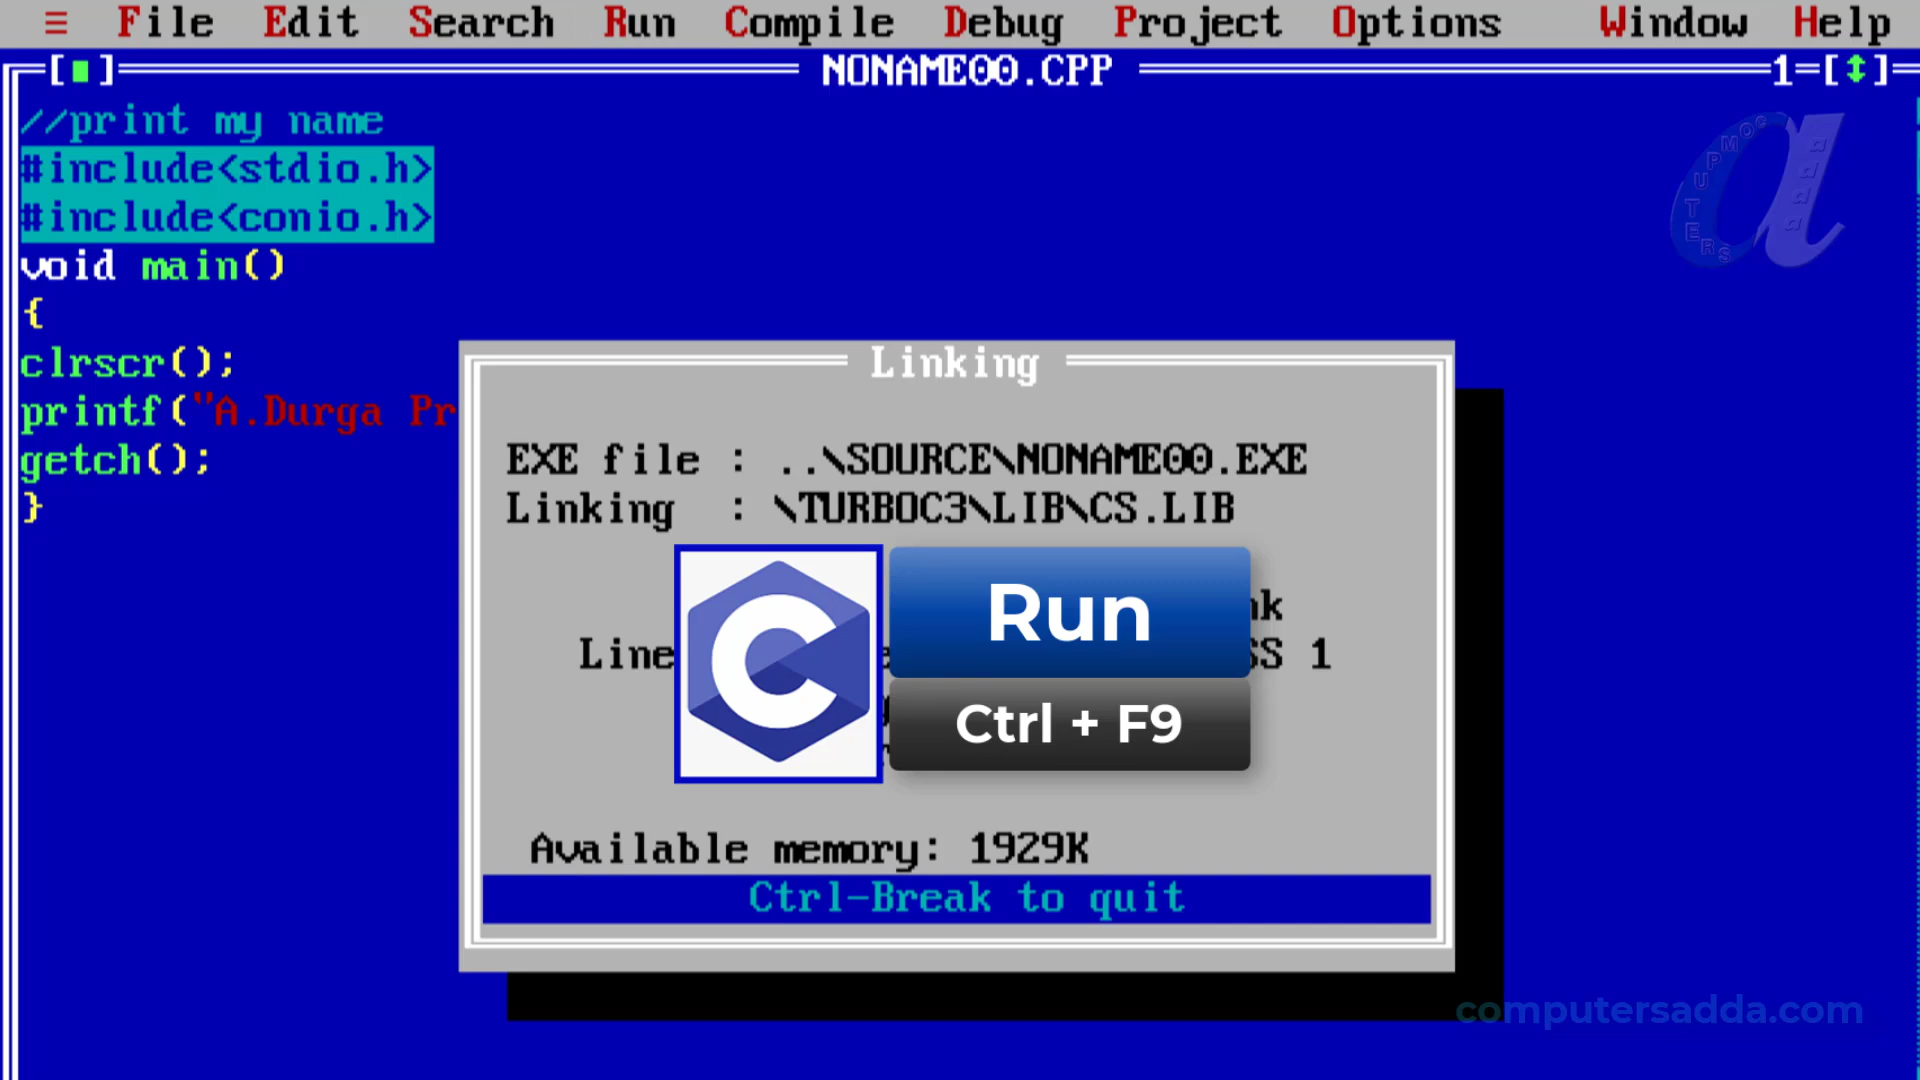 ≡ File Edit Search Run Compile Debug Project Options Window Help
[■] NONAME00.CPP 1=[↕]
//print my name
#include<stdio.h>
#include<conio.h>
void main()
{
clrscr();
printf("A.Durga Pr
getch();
}
Linking
EXE file : ..\SOURCE\NONAME00.EXE
Linking : \TURBOC3\LIB\CS.LIB
Run
Ctrl + F9
Line
1
Available memory: 1929K
Ctrl-Break to quit
COMPUTERS
adda
computersadda.com